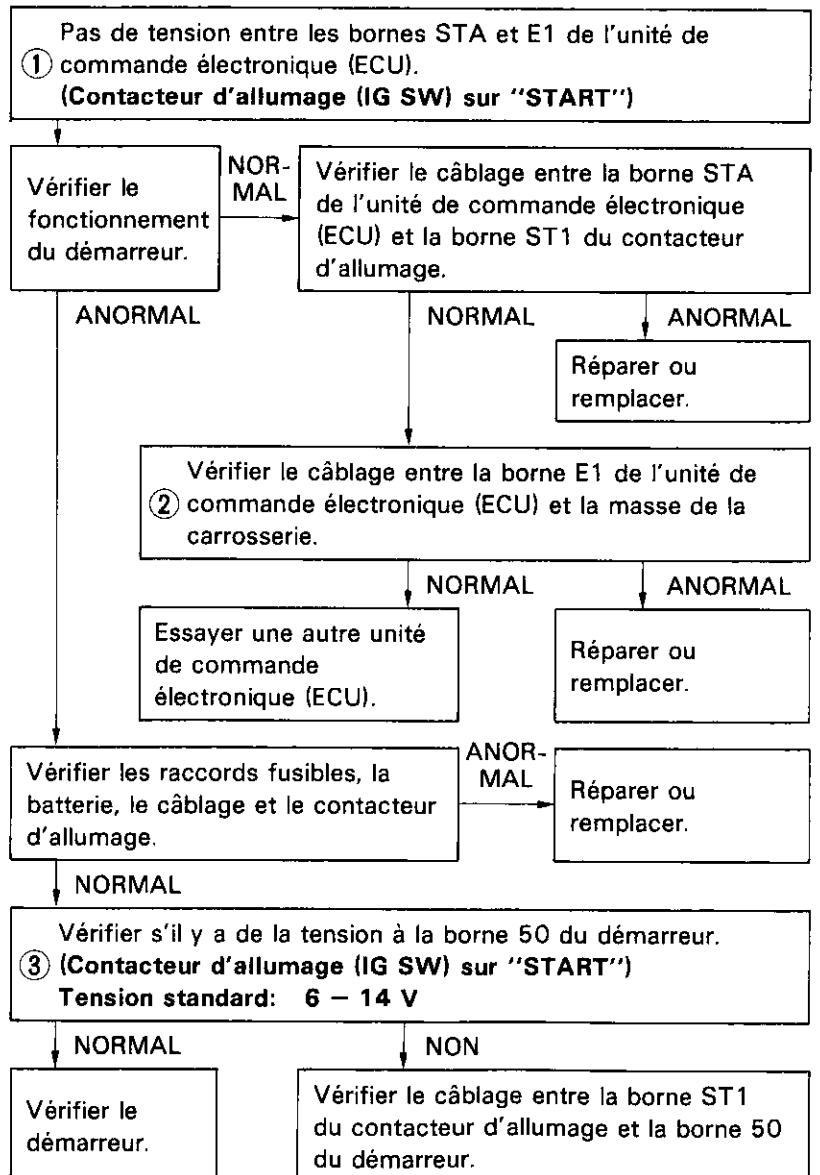 Pas de tension entre les bornes STA et E1 de l'unité de
① commande électronique (ECU).
(Contacteur d'allumage (IG SW) sur "START")
Vérifier le
fonctionnement
du démarreur.
NOR-
MAL
Vérifier le câblage entre la borne STA
de l'unité de commande électronique
(ECU) et la borne ST1 du contacteur
d'allumage.
ANORMAL
NORMAL
ANORMAL
Réparer ou
remplacer.
Vérifier le câblage entre la borne E1 de l'unité de
② commande électronique (ECU) et la masse de la
carrosserie.
NORMAL
ANORMAL
Essayer une autre unité
de commande
électronique (ECU).
Réparer ou
remplacer.
Vérifier les raccords fusibles, la
batterie, le câblage et le contacteur
d'allumage.
ANOR-
MAL
Réparer ou
remplacer.
NORMAL
Vérifier s'il y a de la tension à la borne 50 du démarreur.
③ (Contacteur d'allumage (IG SW) sur "START")
Tension standard: 6 – 14 V
NORMAL
NON
Vérifier le
démarreur.
Vérifier le câblage entre la borne ST1
du contacteur d'allumage et la borne 50
du démarreur.